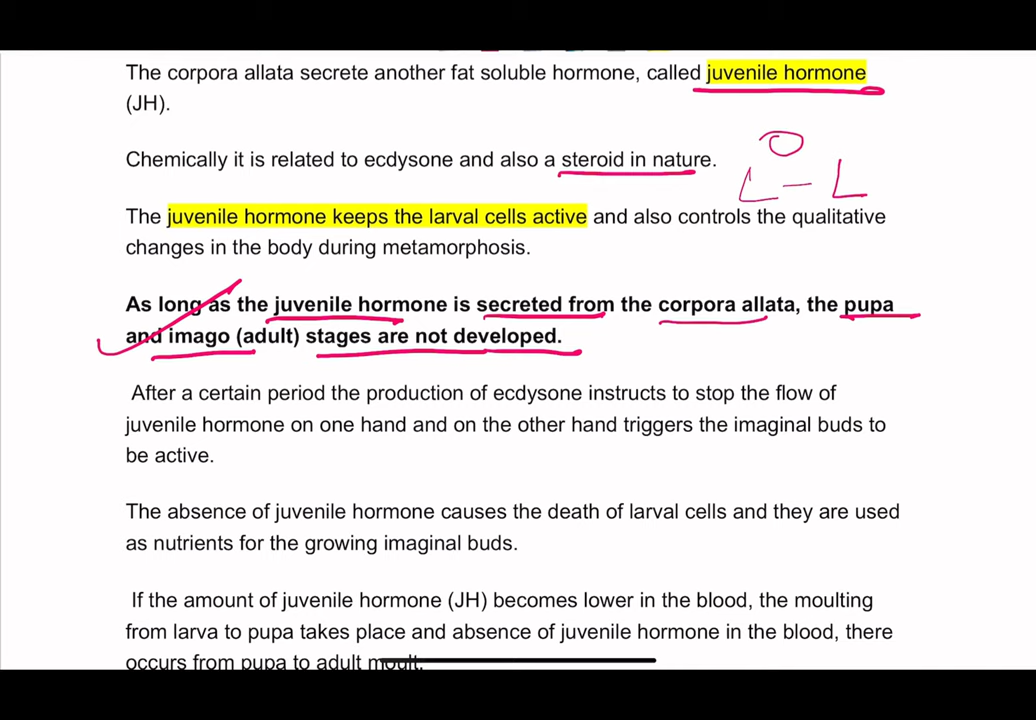 The corpora allata secrete another fat soluble hormone, called juvenile hormone
(JH).
Chemically it is related to ecdysone and also a steroid in nature.
O
L - L
The juvenile hormone keeps the larval cells active and also controls the qualitative
changes in the body during metamorphosis.
As long as the juvenile hormone is secreted from the corpora allata, the pupa
and imago (adult) stages are not developed.
After a certain period the production of ecdysone instructs to stop the flow of
juvenile hormone on one hand and on the other hand triggers the imaginal buds to
be active.
The absence of juvenile hormone causes the death of larval cells and they are used
as nutrients for the growing imaginal buds.
If the amount of juvenile hormone (JH) becomes lower in the blood, the moulting
from larva to pupa takes place and absence of juvenile hormone in the blood, there
occurs from pupa to adult moult.